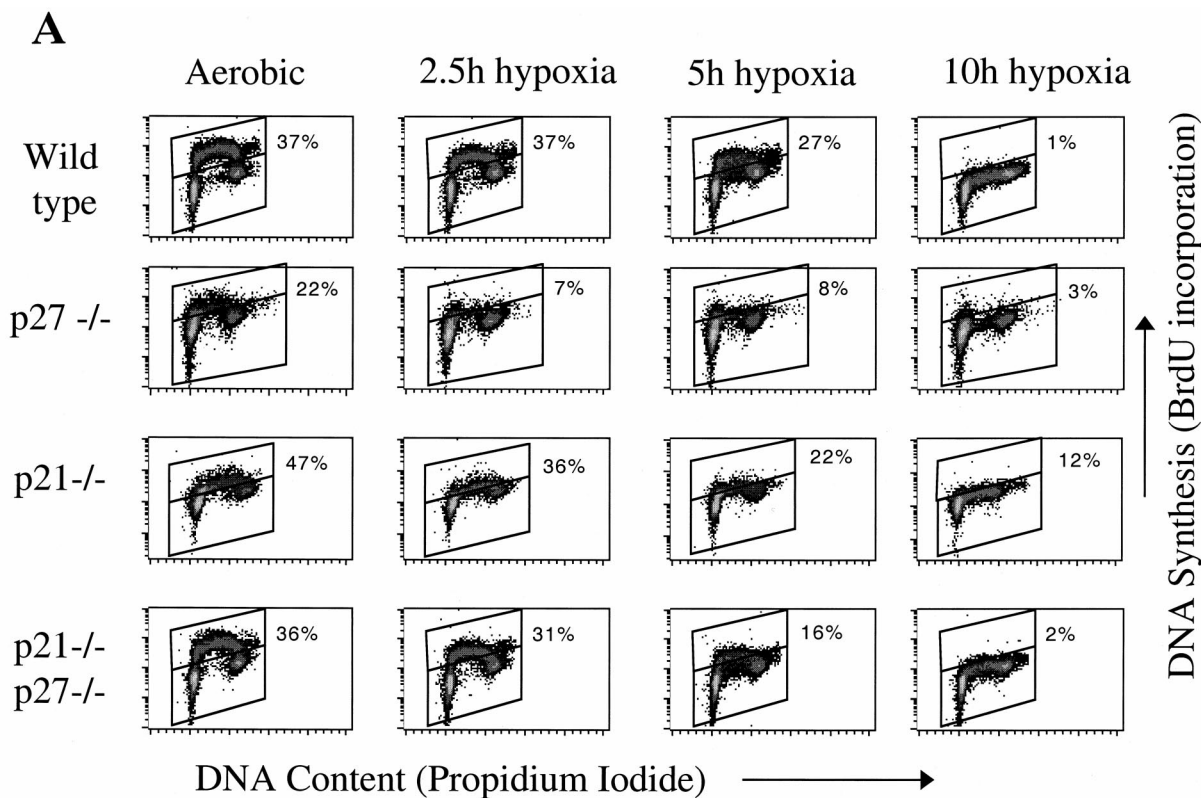 A
Aerobic 2.5h hypoxia 5h hypoxia 10h hypoxia
Wild
type
37% 37% 27% 1%
p27 -/-
22% 7% 8% 3%
p21-/-
47% 36% 22% 12%
p21-/-
p27-/-
36% 31% 16% 2%
DNA Synthesis (BrdU incorporation)
DNA Content (Propidium Iodide)